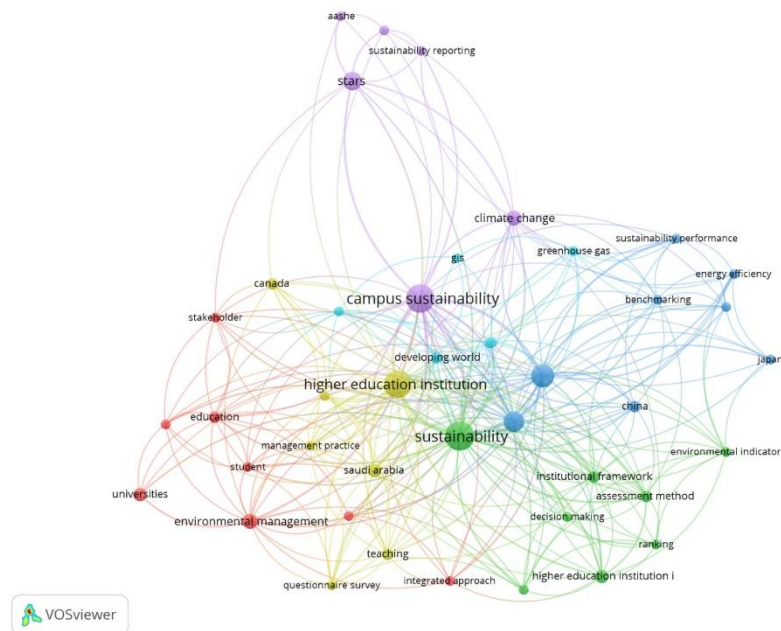 aashe
sustainability reporting
stars
climate change
sustainability performance
greenhouse gas
gis
energy efficiency
canada
campus sustainability
benchmarking
stakeholder
developing world
japan
higher education institution
china
education
sustainability
management practice
environmental indicator
student
saudi arabia
institutional framework
universities
assessment method
environmental management
decision making
ranking
teaching
higher education institution i
questionnaire survey
integrated approach
VOSviewer